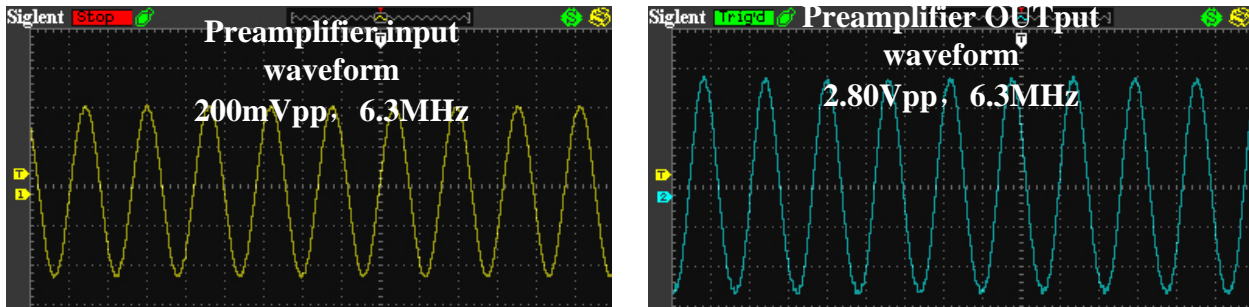 Siglent Stop
T
Preamplifier input
waveform
200mVpp， 6.3MHz
T
1
Siglent Trig'd
Preamplifier OUTput
T
waveform
2.80Vpp， 6.3MHz
T
2